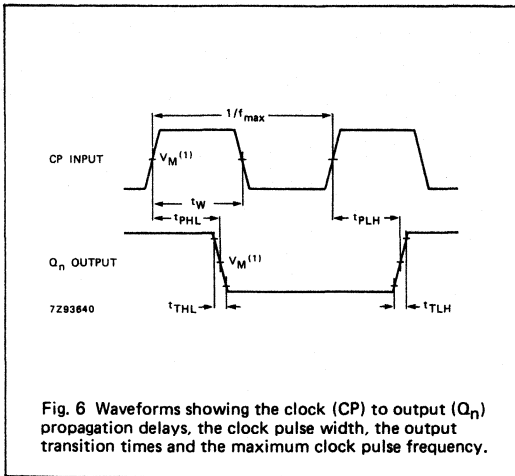 1/fmax
CP INPUT
VM(1)
tW
tPHL
tPLH
Qn OUTPUT
VM(1)
7Z93640
tTHL
tTLH
Fig. 6 Waveforms showing the clock (CP) to output (Qn)
propagation delays, the clock pulse width, the output
transition times and the maximum clock pulse frequency.